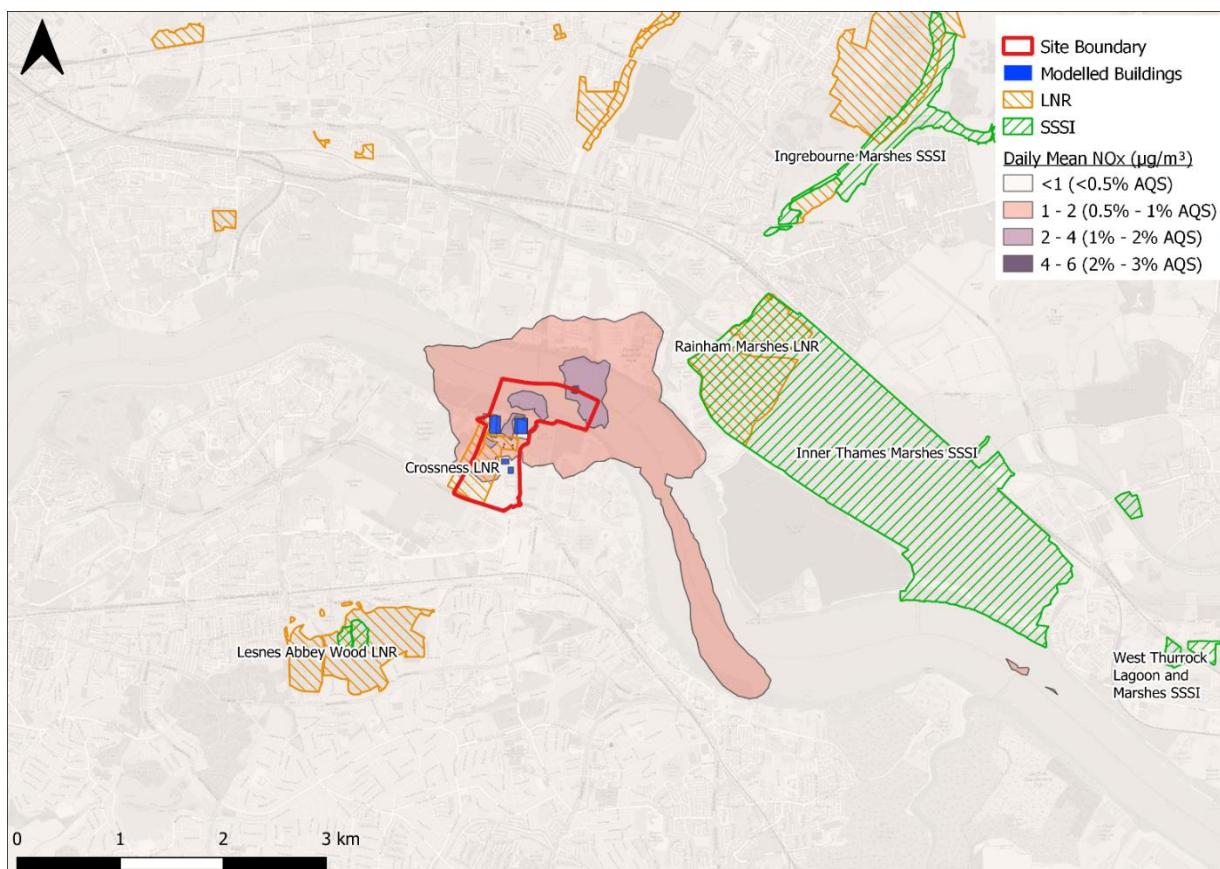 Site Boundary
Modelled Buildings
LNR
SSSI
Daily Mean NOx (µg/m³)
<1 (<0.5% AQS)
1 - 2 (0.5% - 1% AQS)
2 - 4 (1% - 2% AQS)
4 - 6 (2% - 3% AQS)
Ingrebourne Marshes SSSI
Rainham Marshes LNR
Inner Thames Marshes SSSI
Crossness LNR
Lesnes Abbey Wood LNR
West Thurrock
Lagoon and
Marshes SSSI
0 1 2 3 km